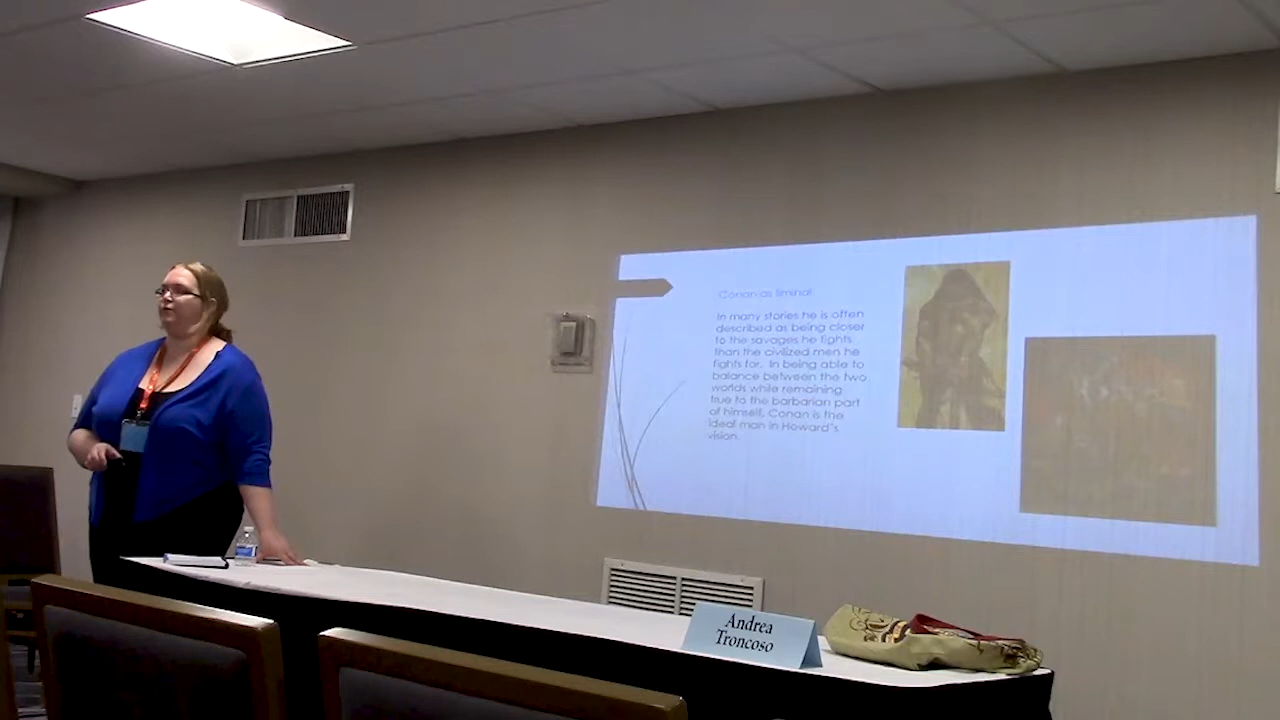 Conan as liminal
In many stories he is often
described as being closer
to the savages he fights
than the civilized men he
fights for. In being able to
balance between the two
worlds while remaining
true to the barbarian part
of himself, Conan is the
ideal man in Howard's
vision.
Andrea
Troncoso